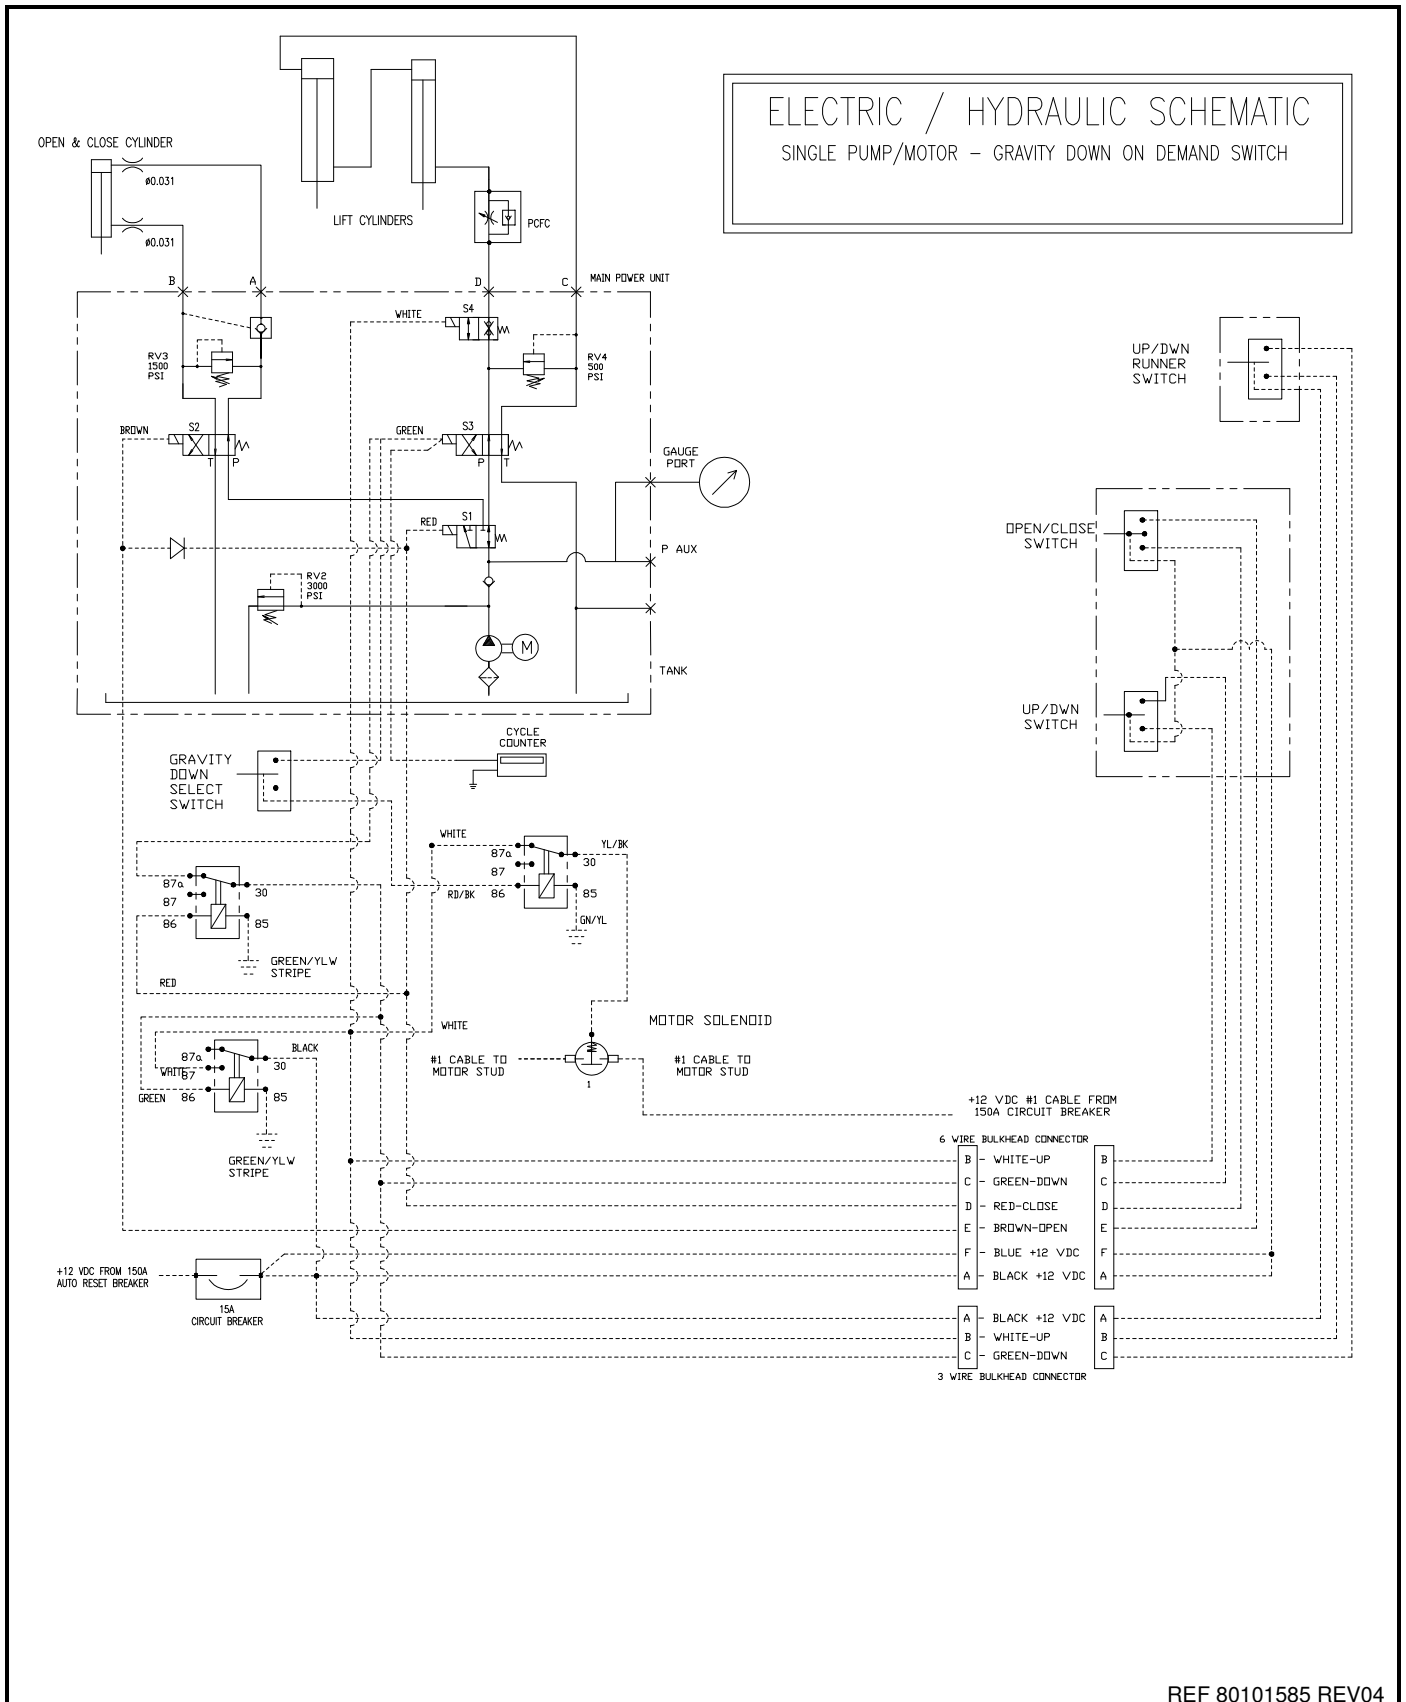 ELECTRIC / HYDRAULIC SCHEMATIC
SINGLE PUMP/MOTOR – GRAVITY DOWN ON DEMAND SWITCH
OPEN & CLOSE CYLINDER
ø0.031
ø0.031
LIFT CYLINDERS
PCFC
B
A
D
C
MAIN POWER UNIT
WHITE
S4
RV3
1500
PSI
RV4
500
PSI
UP/DWN
RUNNER
SWITCH
BROWN
S2
T
P
GREEN
S3
P
T
GAUGE
PORT
RED
S1
P AUX
OPEN/CLOSE
SWITCH
RV2
3000
PSI
M
TANK
UP/DWN
SWITCH
GRAVITY
DOWN
SELECT
SWITCH
CYCLE
COUNTER
WHITE
YL/BK
87a
30
87
86
85
RD/BK
GN/YL
87a
30
87
86
85
GREEN/YLW
STRIPE
RED
WHITE
MOTOR SOLENOID
BLACK
87a
30
WHITE
87
GREEN
86
85
#1 CABLE TO
MOTOR STUD
#1 CABLE TO
MOTOR STUD
1
GREEN/YLW
STRIPE
+12 VDC #1 CABLE FROM
150A CIRCUIT BREAKER
6 WIRE BULKHEAD CONNECTOR
B - WHITE-UP B
C - GREEN-DOWN C
D - RED-CLOSE D
E - BROWN-OPEN E
F - BLUE +12 VDC F
A - BLACK +12 VDC A
+12 VDC FROM 150A
AUTO RESET BREAKER
15A
CIRCUIT BREAKER
A - BLACK +12 VDC A
B - WHITE-UP B
C - GREEN-DOWN C
3 WIRE BULKHEAD CONNECTOR
REF 80101585 REV04